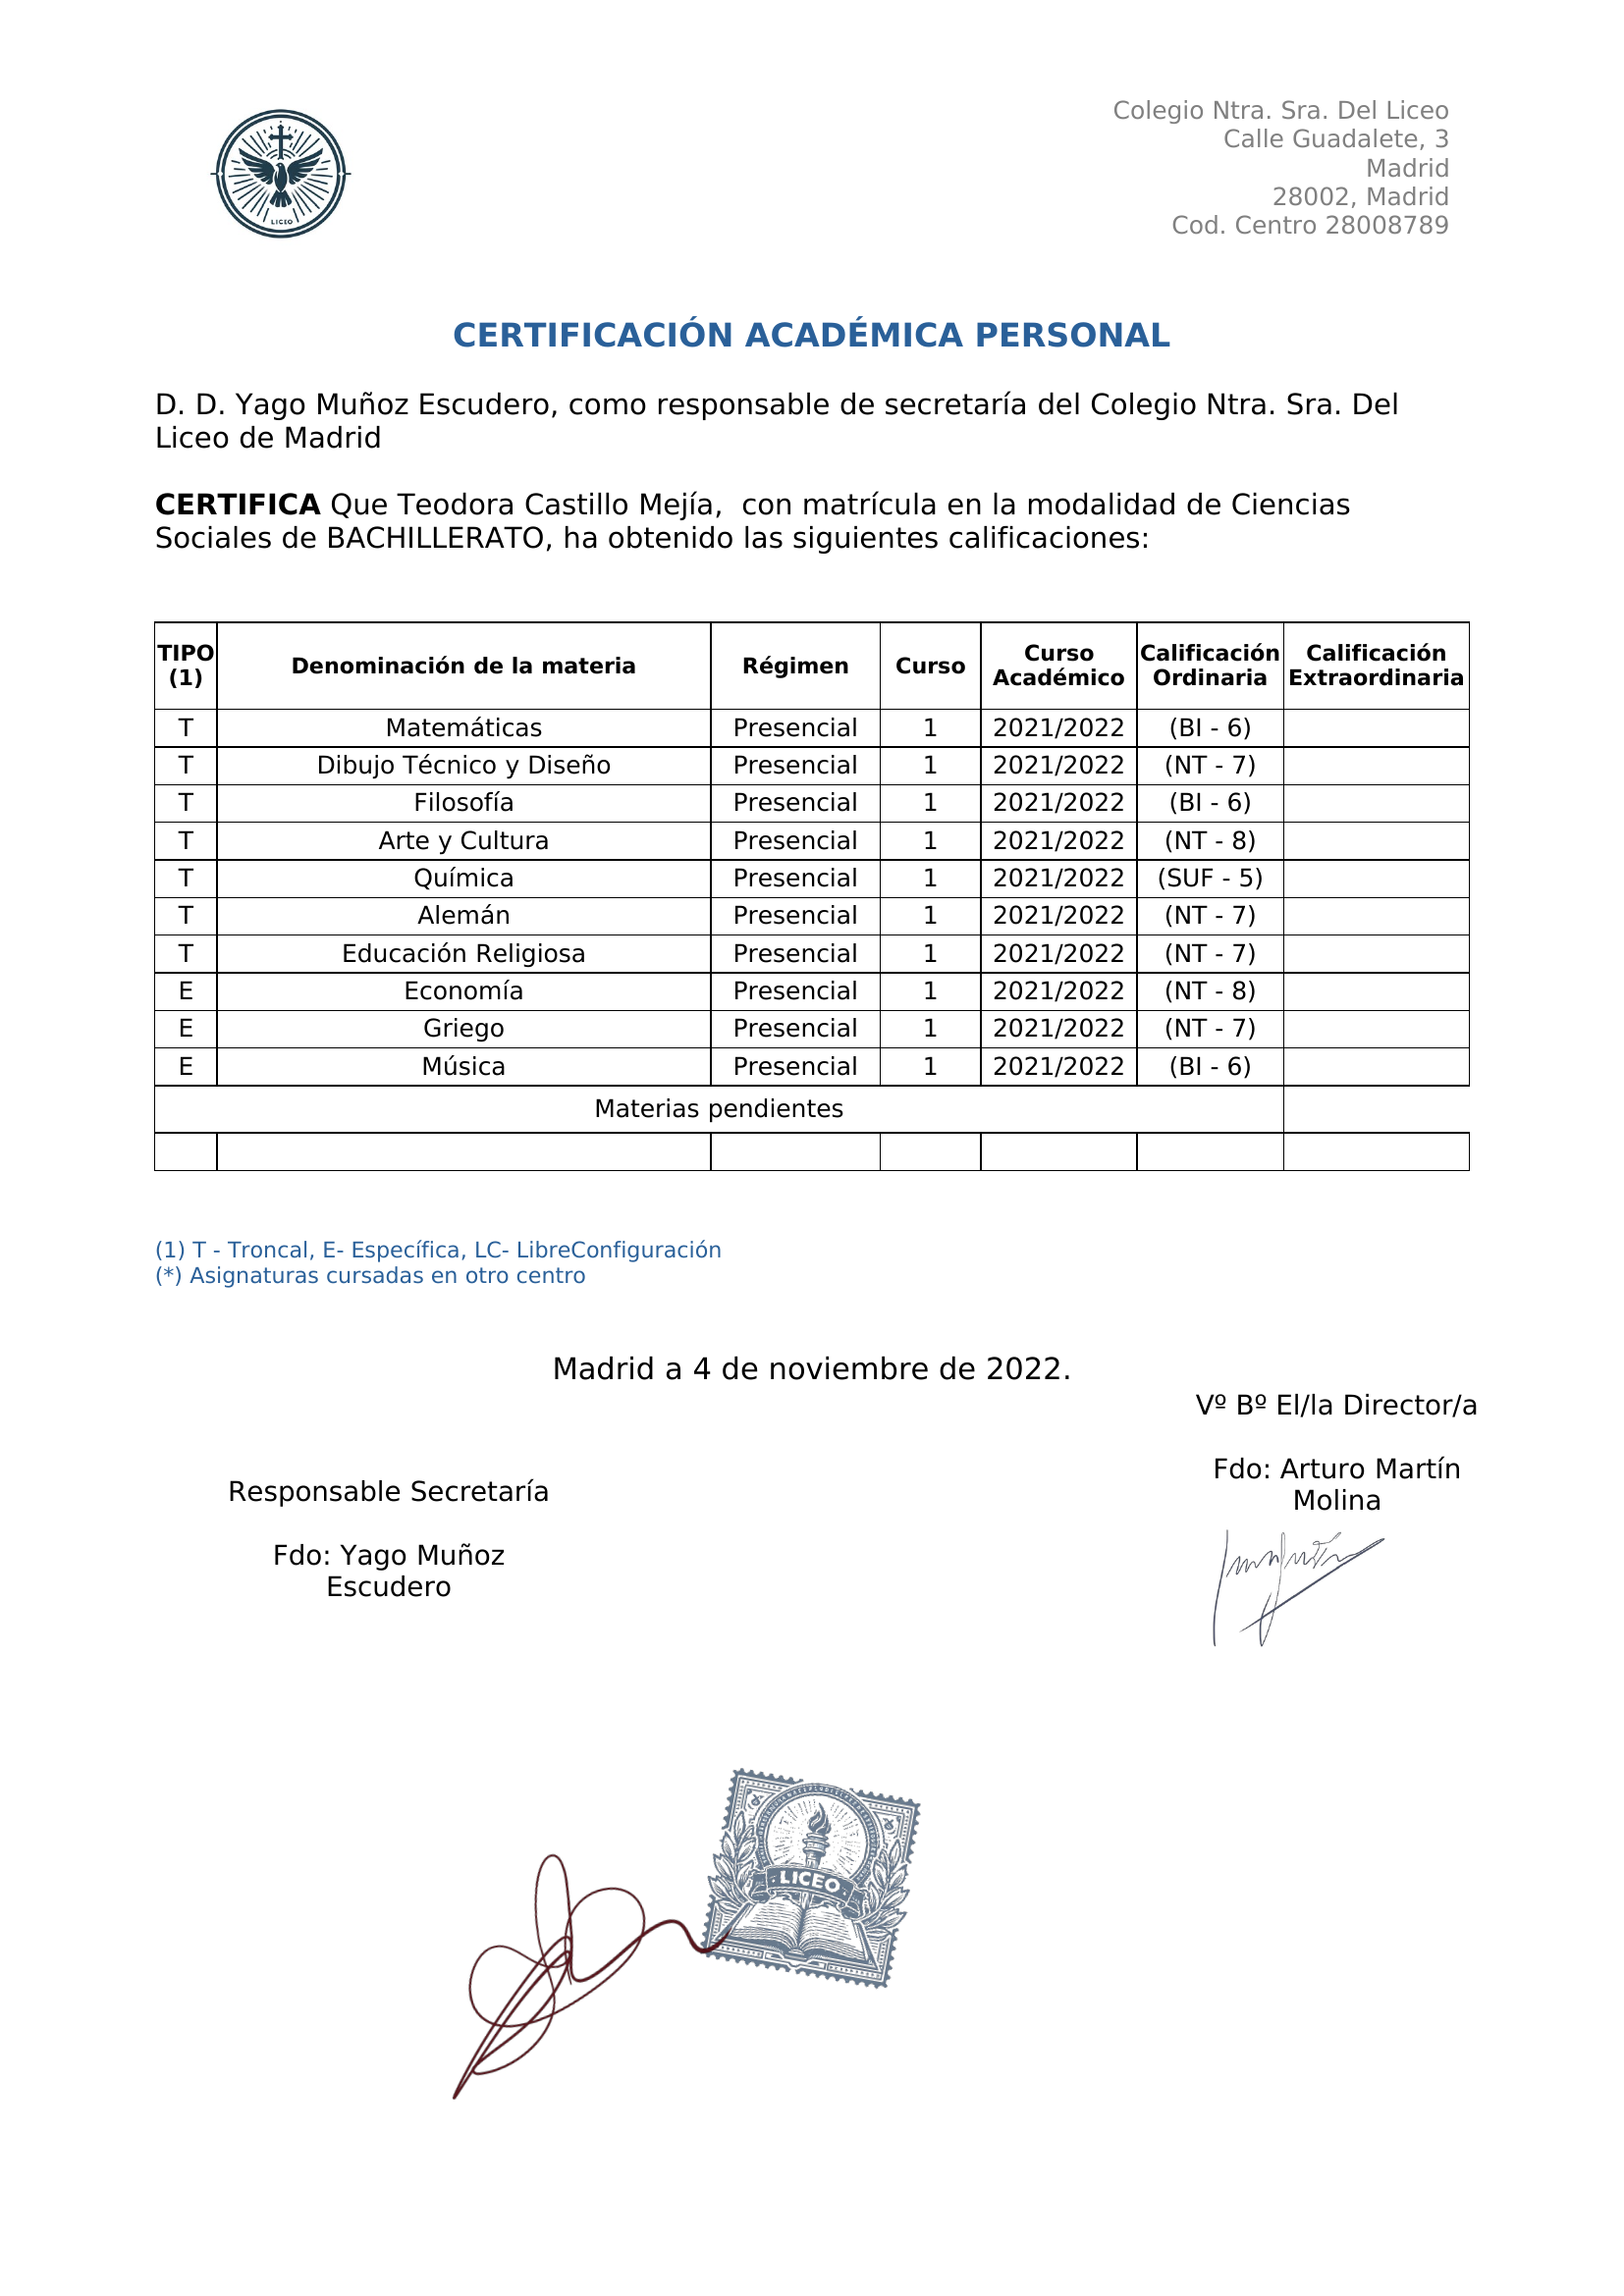 LICEO
Colegio Ntra. Sra. Del Liceo
Calle Guadalete, 3
Madrid
28002, Madrid
Cod. Centro 28008789
CERTIFICACIÓN ACADÉMICA PERSONAL
D. D. Yago Muñoz Escudero, como responsable de secretaría del Colegio Ntra. Sra. Del
Liceo de Madrid
CERTIFICA Que Teodora Castillo Mejía, con matrícula en la modalidad de Ciencias
Sociales de BACHILLERATO, ha obtenido las siguientes calificaciones:
TIPO (1) Denominación de la materia Régimen Curso Curso Académico Calificación Ordinaria Calificación Extraordinaria
T Matemáticas Presencial 1 2021/2022 (BI - 6)
T Dibujo Técnico y Diseño Presencial 1 2021/2022 (NT - 7)
T Filosofía Presencial 1 2021/2022 (BI - 6)
T Arte y Cultura Presencial 1 2021/2022 (NT - 8)
T Química Presencial 1 2021/2022 (SUF - 5)
T Alemán Presencial 1 2021/2022 (NT - 7)
T Educación Religiosa Presencial 1 2021/2022 (NT - 7)
E Economía Presencial 1 2021/2022 (NT - 8)
E Griego Presencial 1 2021/2022 (NT - 7)
E Música Presencial 1 2021/2022 (BI - 6)
Materias pendientes
(1) T - Troncal, E- Específica, LC- LibreConfiguración
(*) Asignaturas cursadas en otro centro
Madrid a 4 de noviembre de 2022.
Vº Bº El/la Director/a
Fdo: Arturo Martín
Molina
Responsable Secretaría
Fdo: Yago Muñoz
Escudero
LICEO